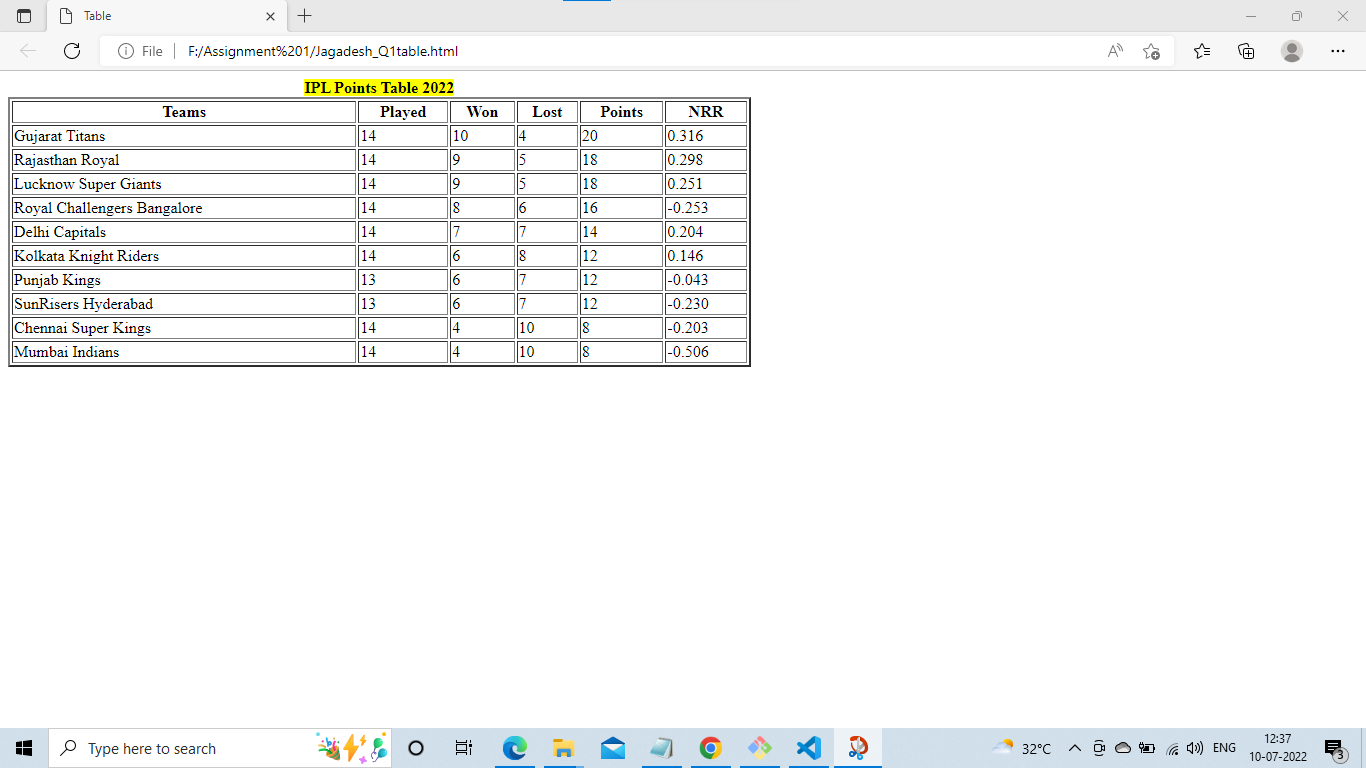 Table
File F:/Assignment%201/Jagadesh_Q1table.html
IPL Points Table 2022
Teams Played Won Lost Points NRR
Gujarat Titans 14 10 4 20 0.316
Rajasthan Royal 14 9 5 18 0.298
Lucknow Super Giants 14 9 5 18 0.251
Royal Challengers Bangalore 14 8 6 16 -0.253
Delhi Capitals 14 7 7 14 0.204
Kolkata Knight Riders 14 6 8 12 0.146
Punjab Kings 13 6 7 12 -0.043
SunRisers Hyderabad 13 6 7 12 -0.230
Chennai Super Kings 14 4 10 8 -0.203
Mumbai Indians 14 4 10 8 -0.506
Type here to search 32°C ENG 12:37
10-07-2022 3